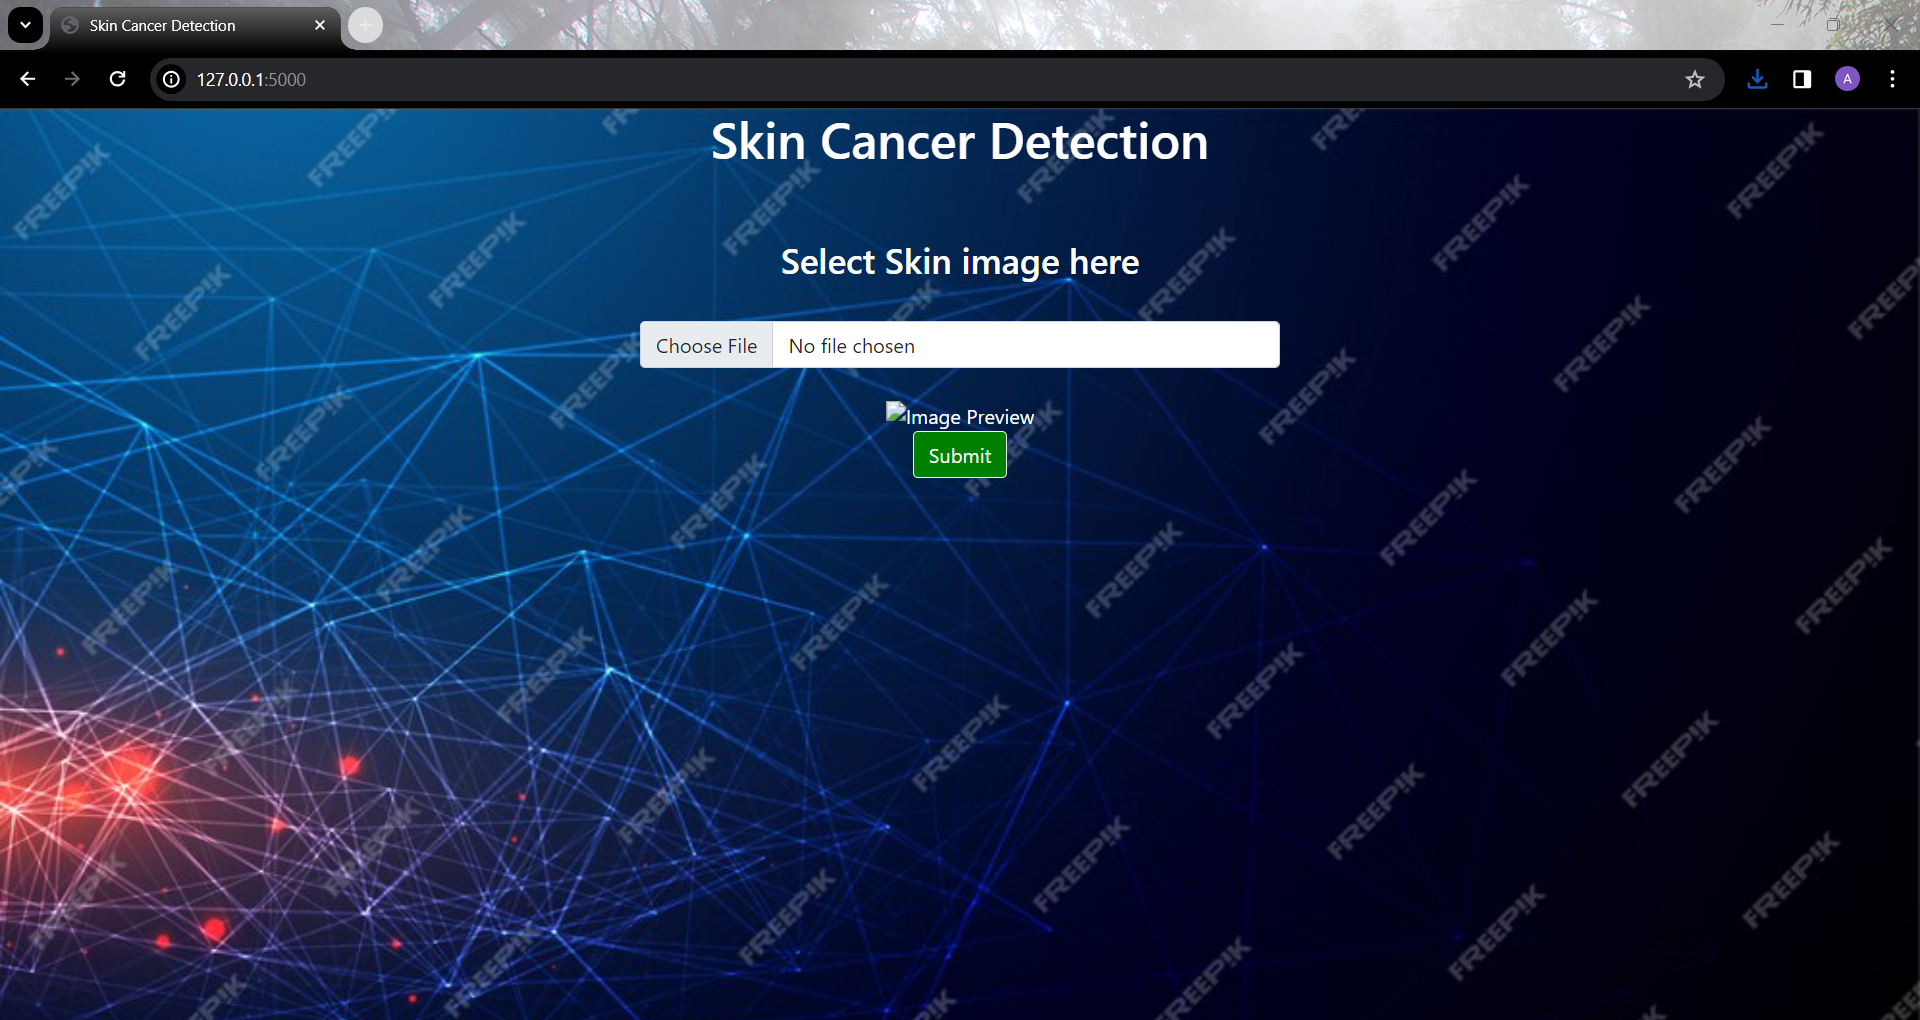 Skin Cancer Detection
127.0.0.1:5000
A
Skin Cancer Detection
Select Skin image here
Choose File No file chosen
Image Preview
Submit
FREEPIK